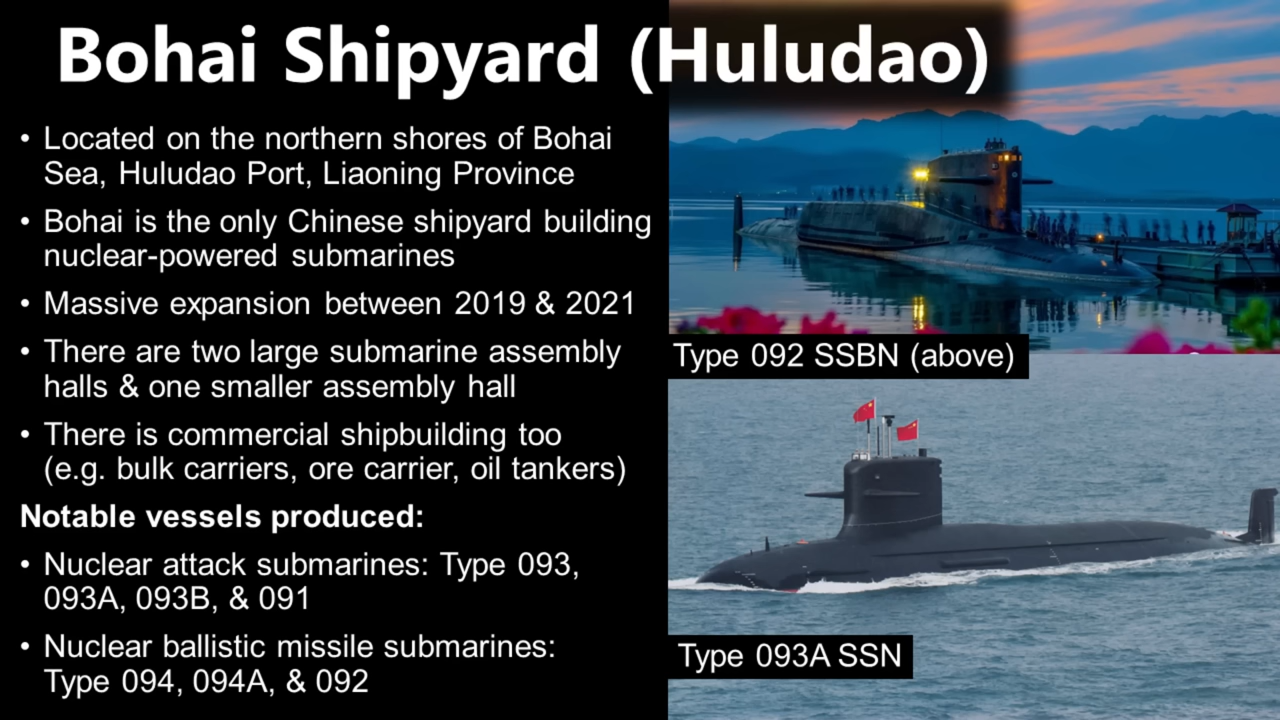 Bohai Shipyard (Huludao)
• Located on the northern shores of Bohai
Sea, Huludao Port, Liaoning Province
• Bohai is the only Chinese shipyard building
nuclear-powered submarines
• Massive expansion between 2019 & 2021
• There are two large submarine assembly
halls & one smaller assembly hall
• There is commercial shipbuilding too
(e.g. bulk carriers, ore carrier, oil tankers)
Notable vessels produced:
• Nuclear attack submarines: Type 093,
093A, 093B, & 091
• Nuclear ballistic missile submarines:
Type 094, 094A, & 092
Type 092 SSBN (above)
Type 093A SSN